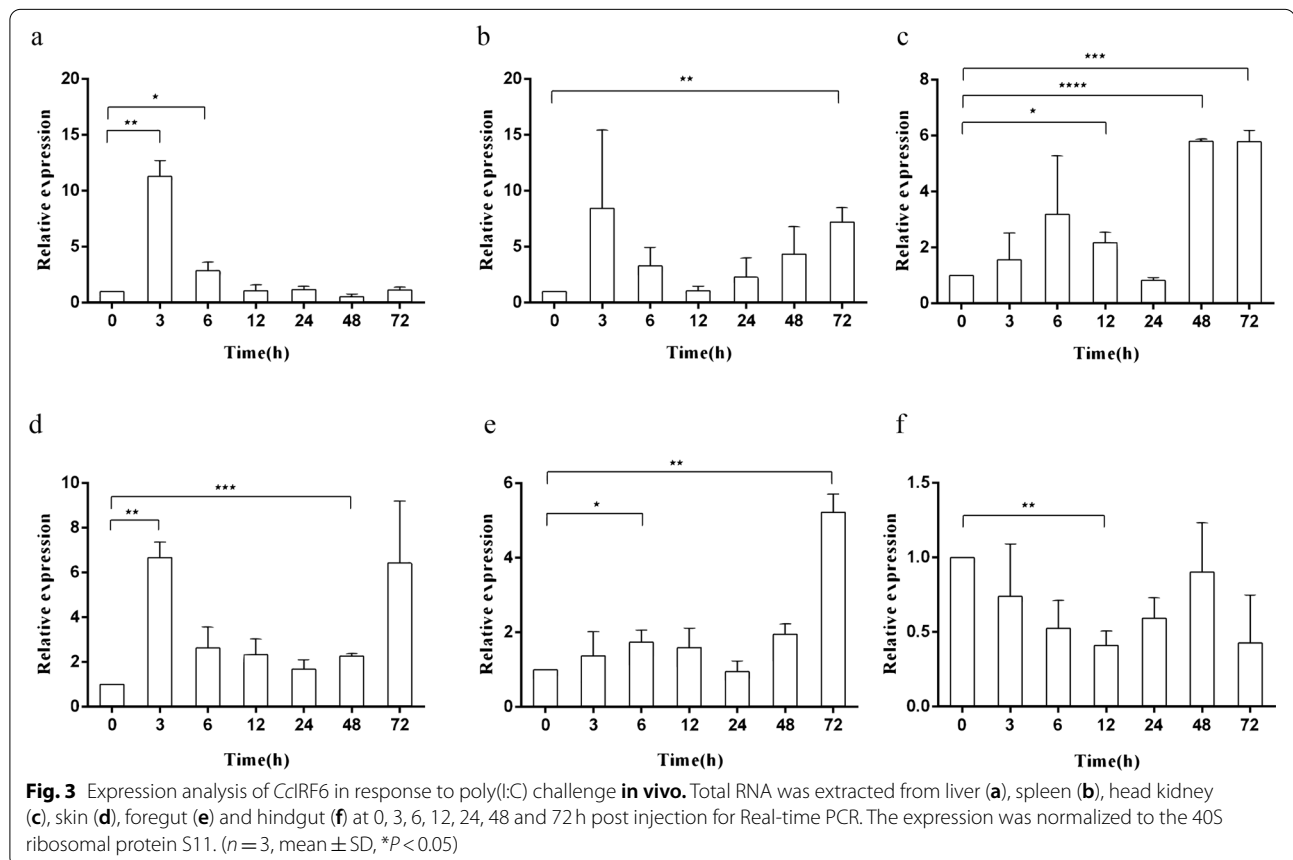 a
20
15
10
5
0
Relative expression
*
**
0 3 6 12 24 48 72
Time(h)
b
20
15
10
5
0
Relative expression
**
0 3 6 12 24 48 72
Time(h)
c
8
6
4
2
0
Relative expression
***
****
*
0 3 6 12 24 48 72
Time(h)
d
10
8
6
4
2
0
Relative expression
***
**
0 3 6 12 24 48 72
Time(h)
e
6
4
2
0
Relative expression
**
*
0 3 6 12 24 48 72
Time(h)
f
1.5
1.0
0.5
0.0
Relative expression
**
0 3 6 12 24 48 72
Time(h)
Fig. 3 Expression analysis of CcIRF6 in response to poly(I:C) challenge in vivo. Total RNA was extracted from liver (a), spleen (b), head kidney
(c), skin (d), foregut (e) and hindgut (f) at 0, 3, 6, 12, 24, 48 and 72 h post injection for Real-time PCR. The expression was normalized to the 40S
ribosomal protein S11. (n = 3, mean ± SD, *P < 0.05)